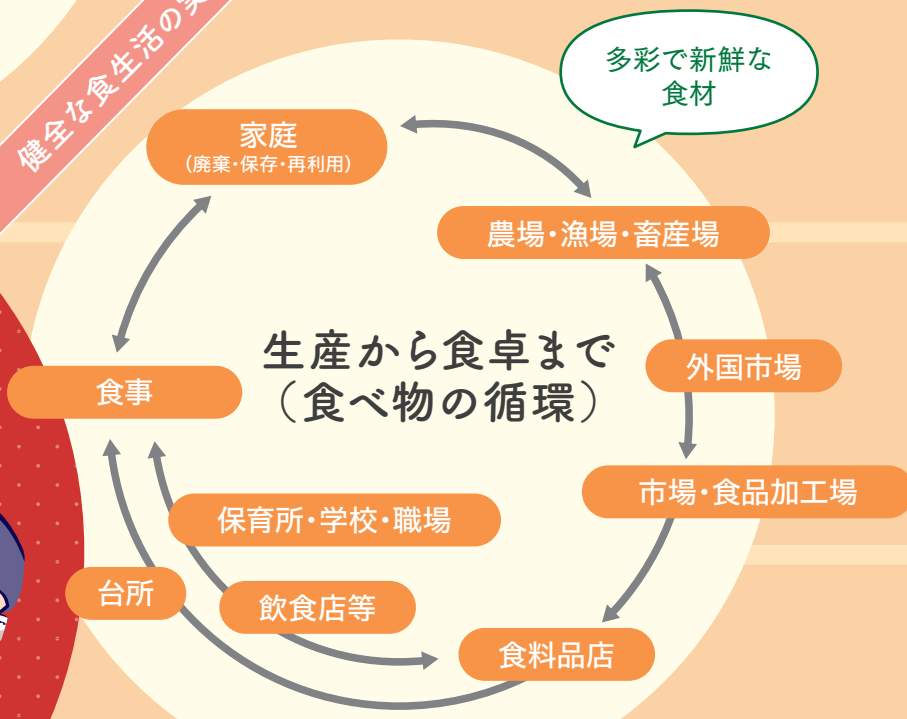 健全な食生活の実
多彩で新鮮な
食材
家庭
（廃棄・保存・再利用）
農場・漁場・畜産場
生産から食卓まで
（食べ物の循環）
外国市場
食事
市場・食品加工場
保育所・学校・職場
台所
飲食店等
食料品店